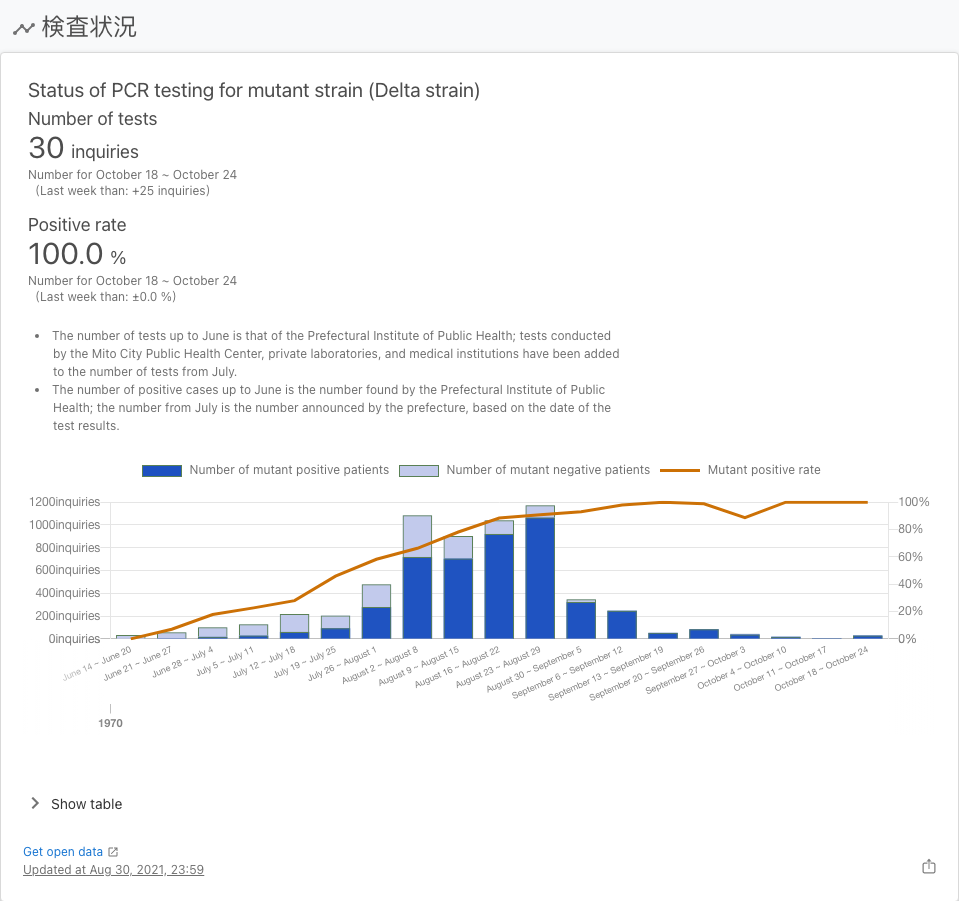 検査状況
Status of PCR testing for mutant strain (Delta strain)
Number of tests
30 inquiries
Number for October 18 ~ October 24
(Last week than: +25 inquiries)
Positive rate
100.0 %
Number for October 18 ~ October 24
(Last week than: ±0.0 %)
• The number of tests up to June is that of the Prefectural Institute of Public Health; tests conducted
by the Mito City Public Health Center, private laboratories, and medical institutions have been added
to the number of tests from July.
• The number of positive cases up to June is the number found by the Prefectural Institute of Public
Health; the number from July is the number announced by the prefecture, based on the date of the
test results.
Number of mutant positive patients Number of mutant negative patients Mutant positive rate
1200inquiries 100%
1000inquiries
80%
800inquiries
60%
600inquiries
40%
400inquiries
200inquiries 20%
0inquiries 0%
June 14 ~ June 20
June 21 ~ June 27
June 28 ~ July 4
July 5 ~ July 11
July 12 ~ July 18
July 19 ~ July 25
July 26 ~ August 1
August 2 ~ August 8
August 9 ~ August 15
August 16 ~ August 22
August 23 ~ August 29
August 30 ~ September 5
September 6 ~ September 12
September 13 ~ September 19
September 20 ~ September 26
September 27 ~ October 3
October 4 ~ October 10
October 11 ~ October 17
October 18 ~ October 24
1970
Show table
Get open data
Updated at Aug 30, 2021, 23:59